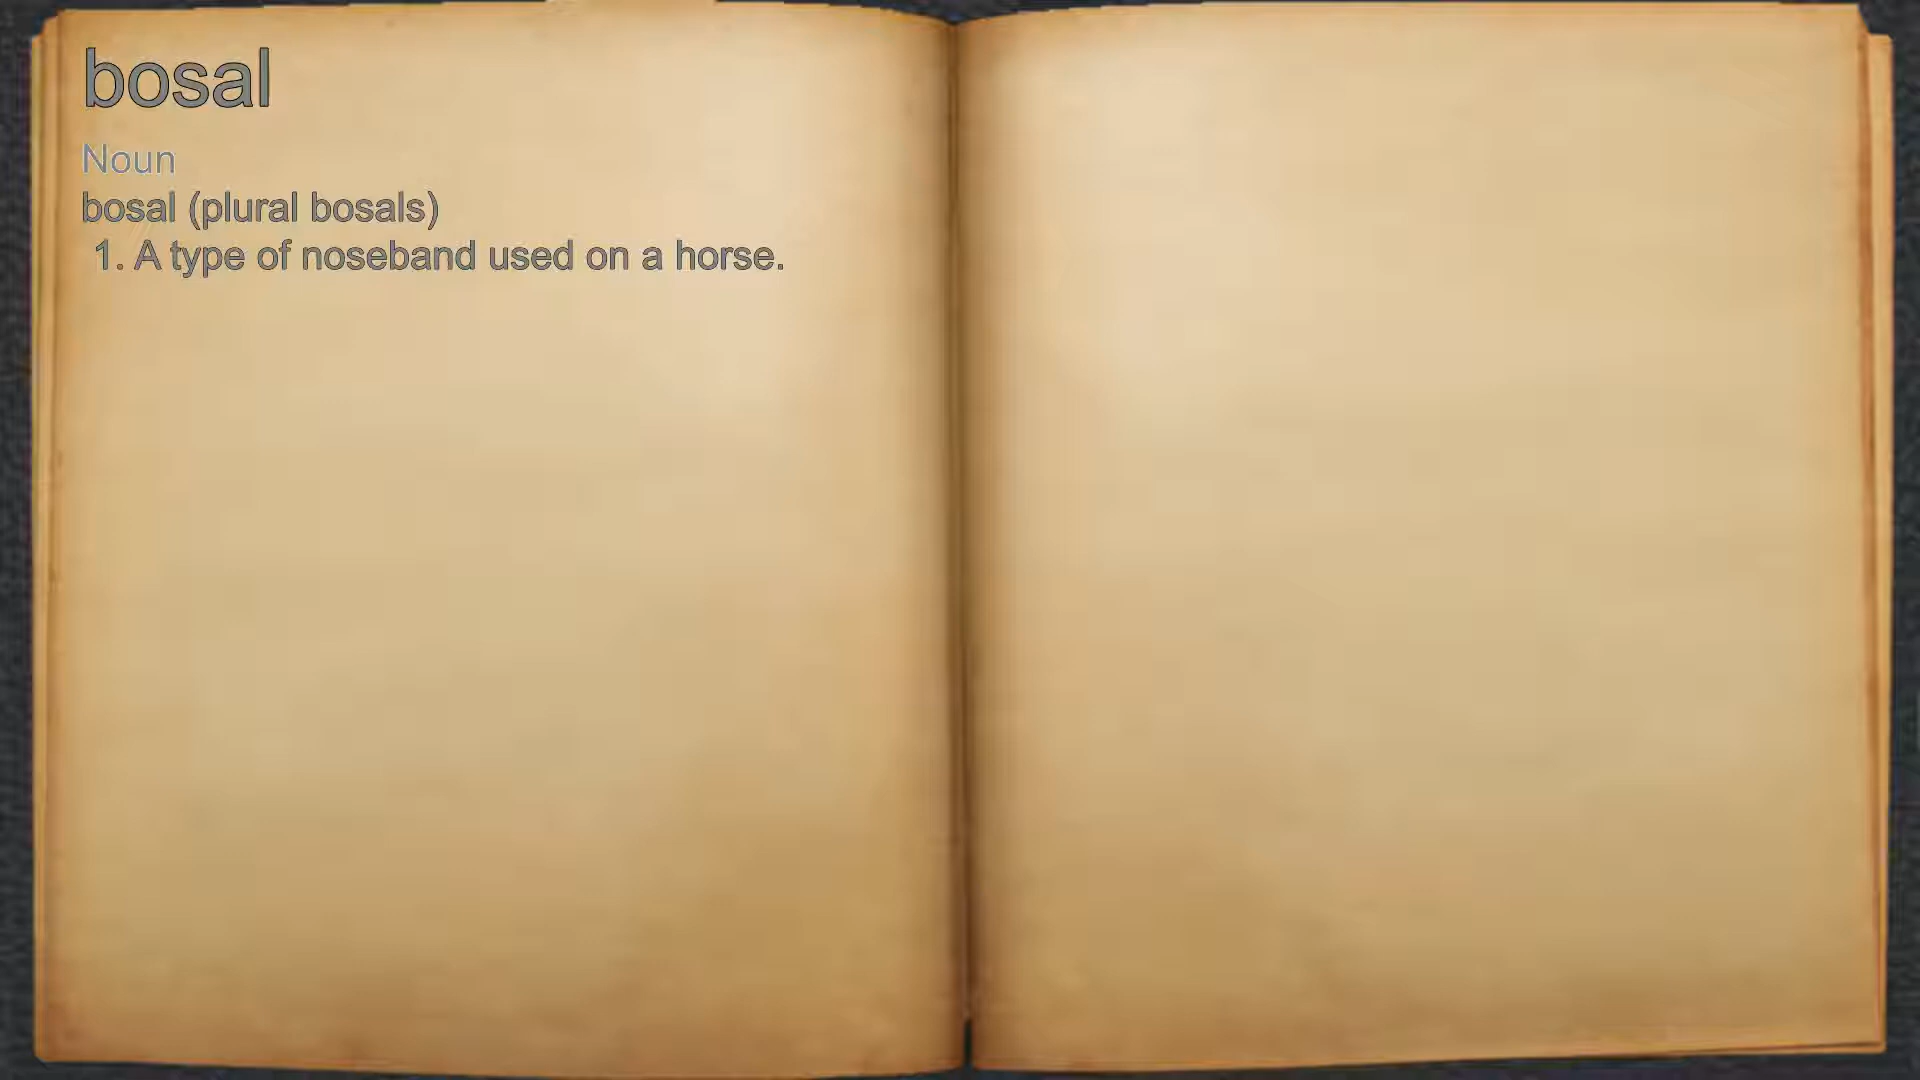 bosal
Noun
bosal (plural bosals)
1. A type of noseband used on a horse.